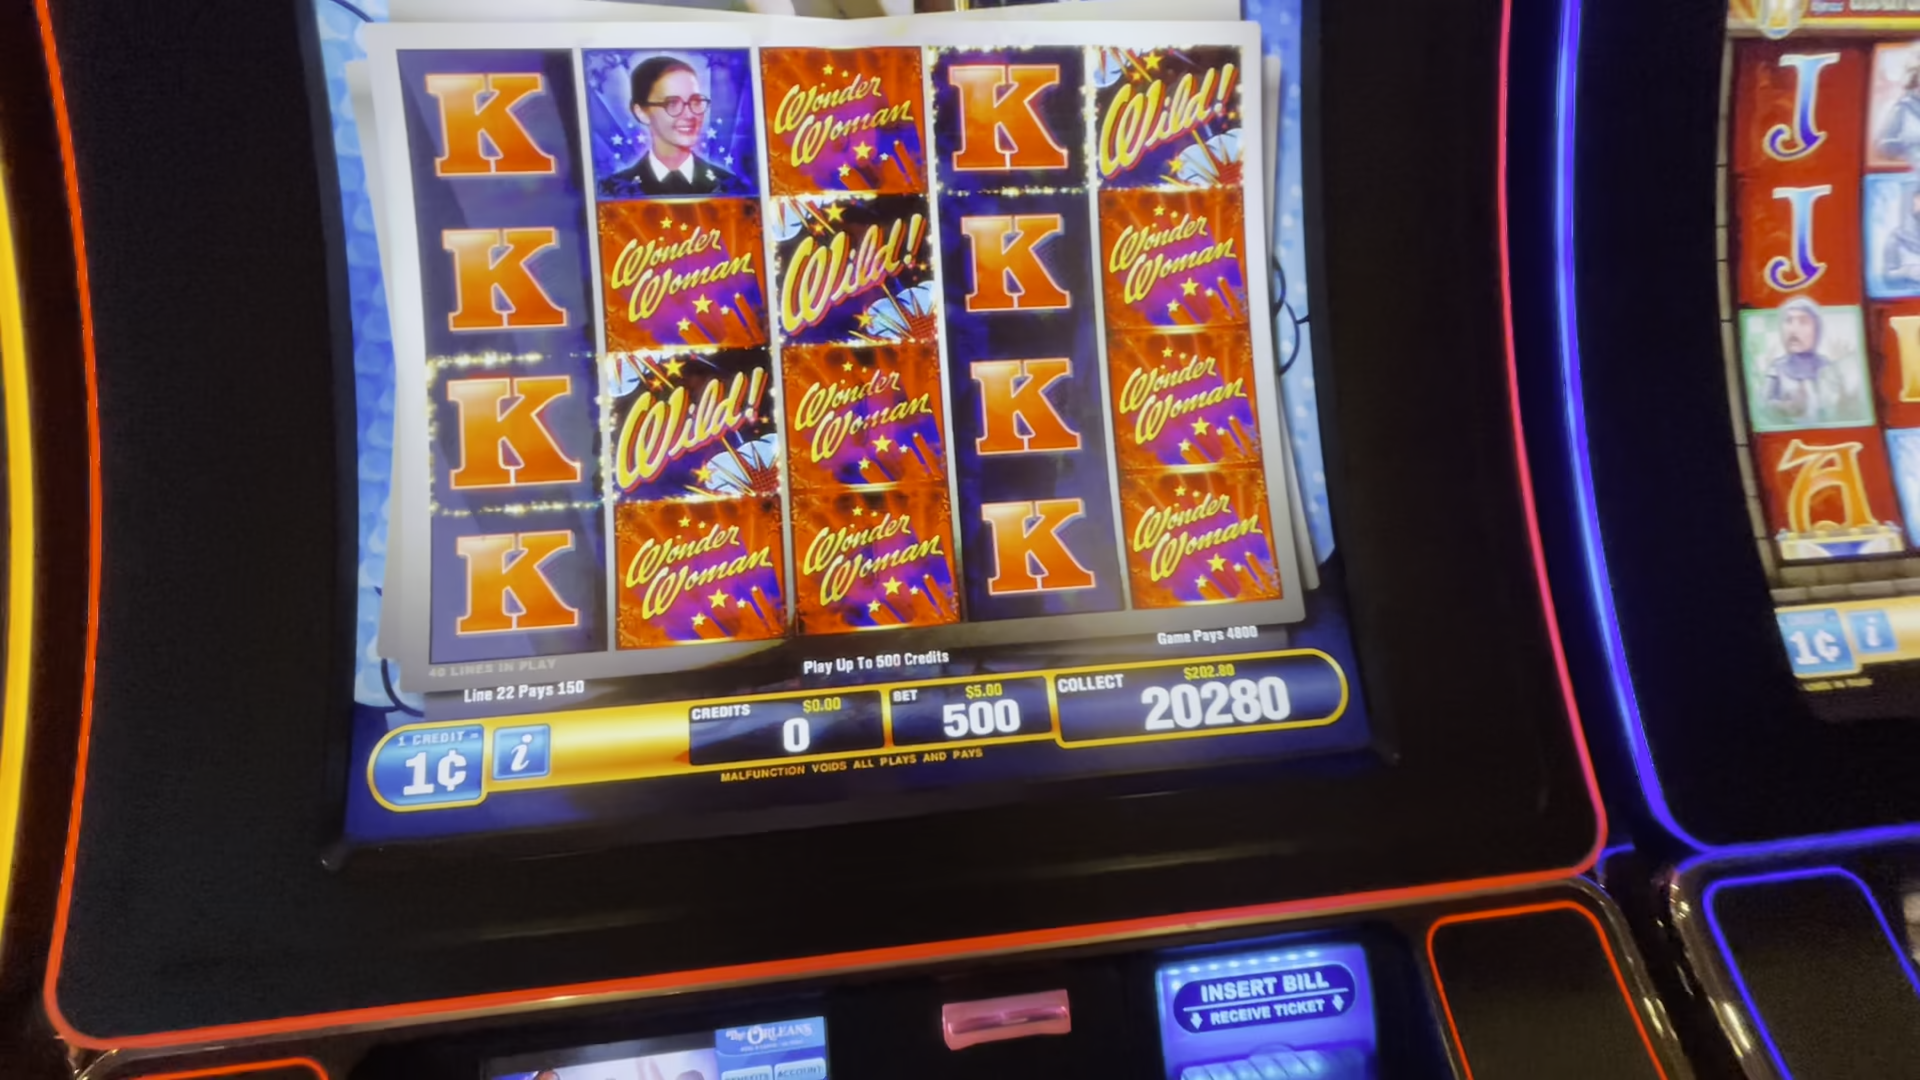 K
Wonder
Woman
K
Wild!
K
Wonder
Woman
Wild!
K
Wonder
Woman
K
Wild!
Wonder
Woman
K
Wonder
Woman
K
Wonder
Woman
Wonder
Woman
K
Wonder
Woman
40 LINES IN PLAY
Line 22 Pays 150
Play Up To 500 Credits
Game Pays 4800
1 CREDIT =
1¢
i
CREDITS
$0.00
0
BET
$5.00
500
COLLECT
$202.80
20280
MALFUNCTION VOIDS ALL PLAYS AND PAYS
INSERT BILL
RECEIVE TICKET
The ORLEANS
ACCOUNT
J
J
A
1¢
i